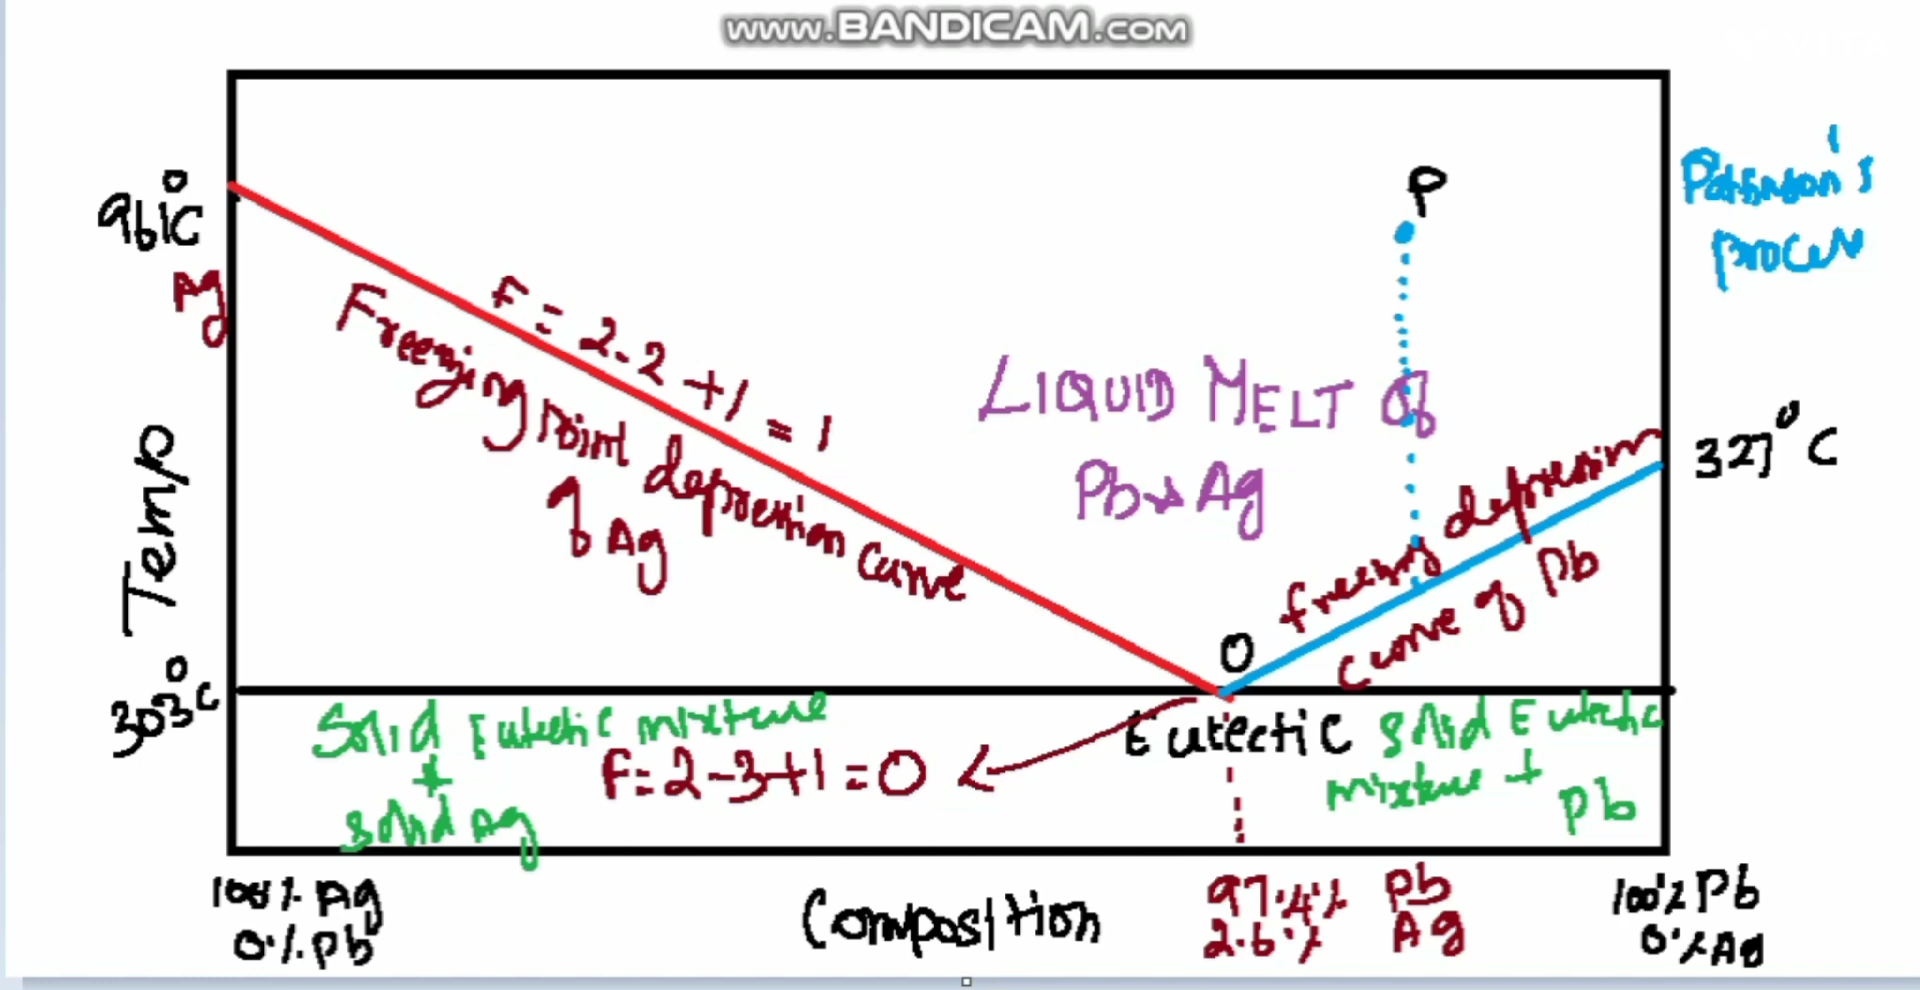 www.BANDICAM.com
961°C
Ag
Temp
303°C
F = 2-2+1 = 1
Freezing point depression curve
of Ag
LIQUID MELT of
Pb & Ag
P
Pattinson's
process
327°C
freezing depression
curve of Pb
O
Eutectic
Solid Eutectic mixture
+
solid Ag
F = 2-3+1 = 0
solid Eutectic
mixture +
Pb
100% Ag
0% Pb
Composition
97.4% Pb
2.6% Ag
100% Pb
0% Ag